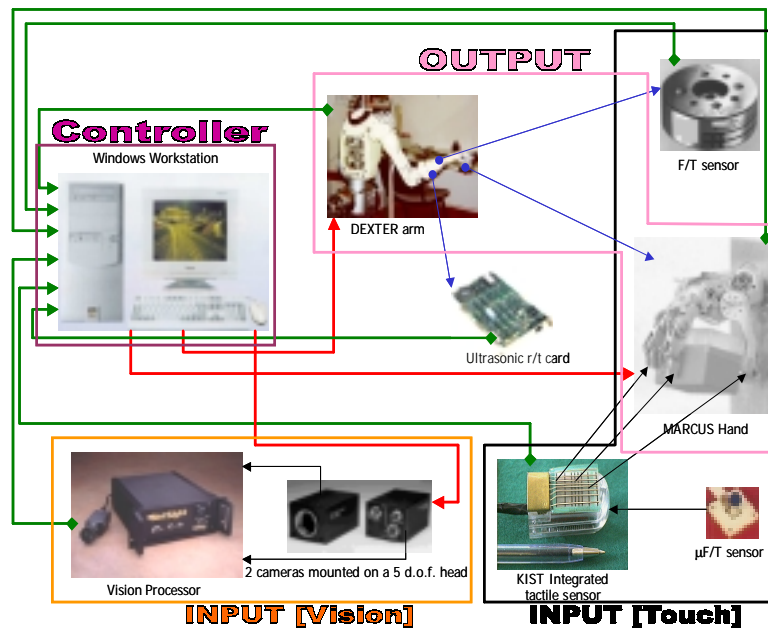 OUTPUT
Controller
Windows Workstation
F/T sensor
DEXTER arm
Ultrasonic r/t card
MARCUS Hand
2 cameras mounted on a 5 d.o.f. head
Vision Processor
µF/T sensor
KIST Integrated
tactile sensor
INPUT [Vision]
INPUT [Touch]